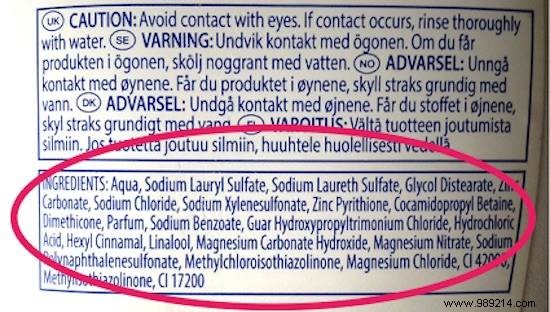 UK CAUTION: Avoid contact with eyes. If contact occurs, rinse thoroughly
with water. SE VARNING: Undvik kontakt med ögonen. Om du får
produkten i ögonen, skölj noggrant med vatten. NO ADVARSEL: Unngå
kontakt med øynene. Får du produktet i øynene, skyll straks grundig med
vann. DK ADVARSEL: Undgå kontakt med øjnene. Får du stoffet i øjnene,
skyl straks grundigt med vand. FI VAROITUS: Vältä tuotteen joutumista
silmiin. Jos tuotetta joutuu silmiin, huuhtele huolellisesti vedellä.
INGREDIENTS: Aqua, Sodium Lauryl Sulfate, Sodium Laureth Sulfate, Glycol Distearate, Zinc
Carbonate, Sodium Chloride, Sodium Xylenesulfonate, Zinc Pyrithione, Cocamidopropyl Betaine,
Dimethicone, Parfum, Sodium Benzoate, Guar Hydroxypropyltrimonium Chloride, Hydrochloric
Acid, Hexyl Cinnamal, Linalool, Magnesium Carbonate Hydroxide, Magnesium Nitrate, Sodium
Polynaphthalenesulfonate, Methylchloroisothiazolinone, Magnesium Chloride, CI 42090,
Methylisothiazolinone, CI 17200
www.989214.com